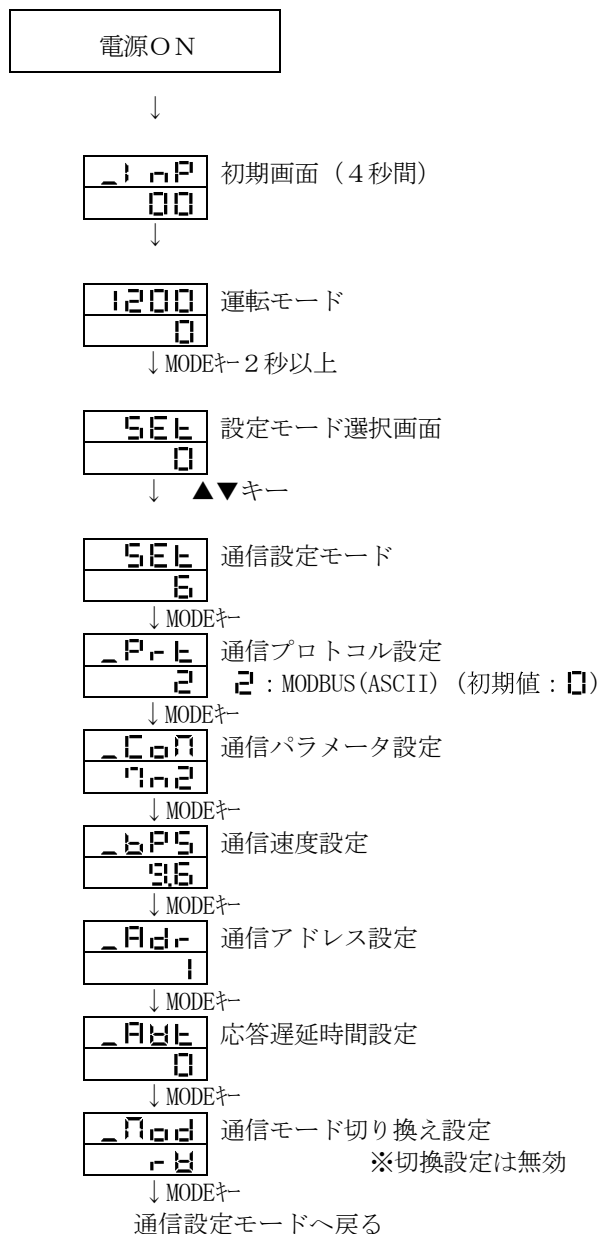 電源ON
↓
_InP 初期画面(4秒間)
00
↓
1200 運転モード
0
↓MODEキー2秒以上
SEt 設定モード選択画面
0
↓ ▲▼キー
SEt 通信設定モード
6
↓MODEキー
_Prt 通信プロトコル設定
2 2:MODBUS(ASCII) (初期値:0)
↓MODEキー
_CoM 通信パラメータ設定
7n2
↓MODEキー
_bPS 通信速度設定
9.6
↓MODEキー
_Adr 通信アドレス設定
1
↓MODEキー
_AWt 応答遅延時間設定
0
↓MODEキー
_Mod 通信モード切り換え設定
rW ※切換設定は無効
↓MODEキー
通信設定モードへ戻る